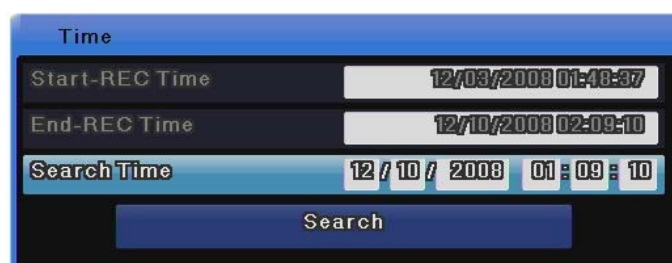 Time
Start-REC Time 12/03/2008 01:48:37
End-REC Time 12/10/2008 02:09:10
Search Time 12 / 10 / 2008 01 : 09 : 10
Search